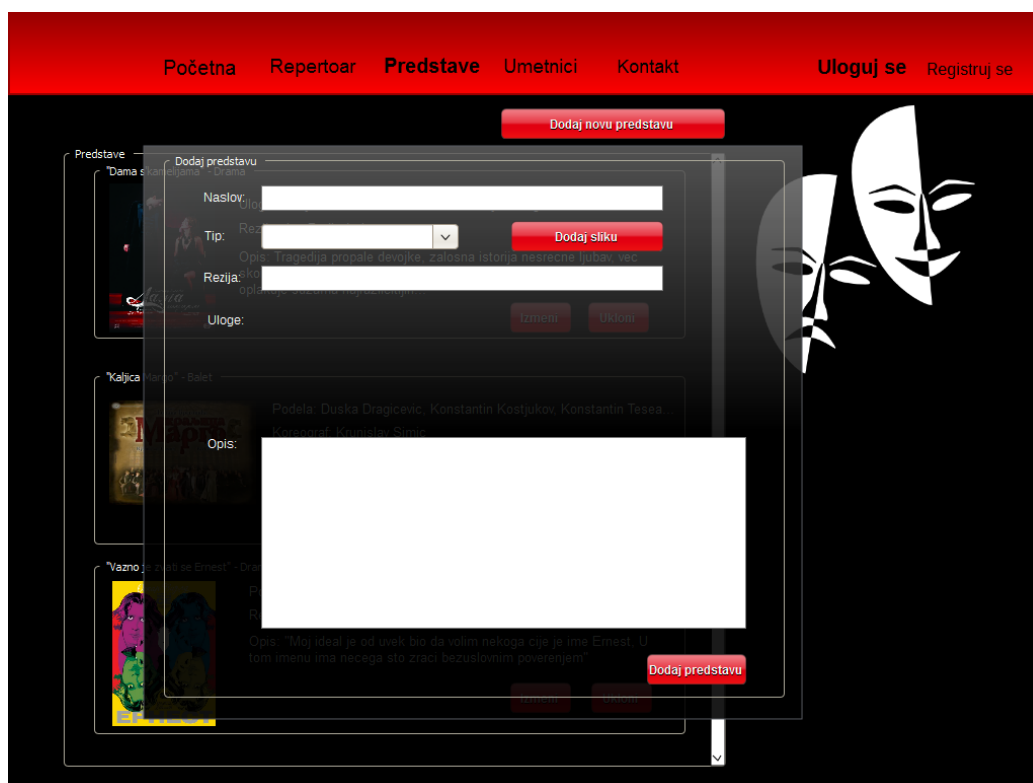 Početna Repertoar Predstave Umetnici Kontakt Uloguj se Registruj se
Dodaj novu predstavu
Predstave
Dodaj predstavu
"Dama s kamelijama" - Drama
Naslov:
Tip:
Dodaj sliku
Opis: Tragedija propale devojke, zalosna istorija nesrecne ljubav, vec
Rezija:
Uloge:
Izmeni Ukloni
"Kaljica Margo" - Balet
Podela: Duska Dragicevic, Konstantin Kostjukov, Konstantin Tesea...
Koreograf: Krunislav Simic
Opis:
"Vazno je zvati se Ernest" - Dra
Opis: "Moj ideal je od uvek bio da volim nekoga cije je ime Ernest, U
tom imenu ima necega sto zraci bezuslovnim poverenjem"
Dodaj predstavu
Izmeni Ukloni